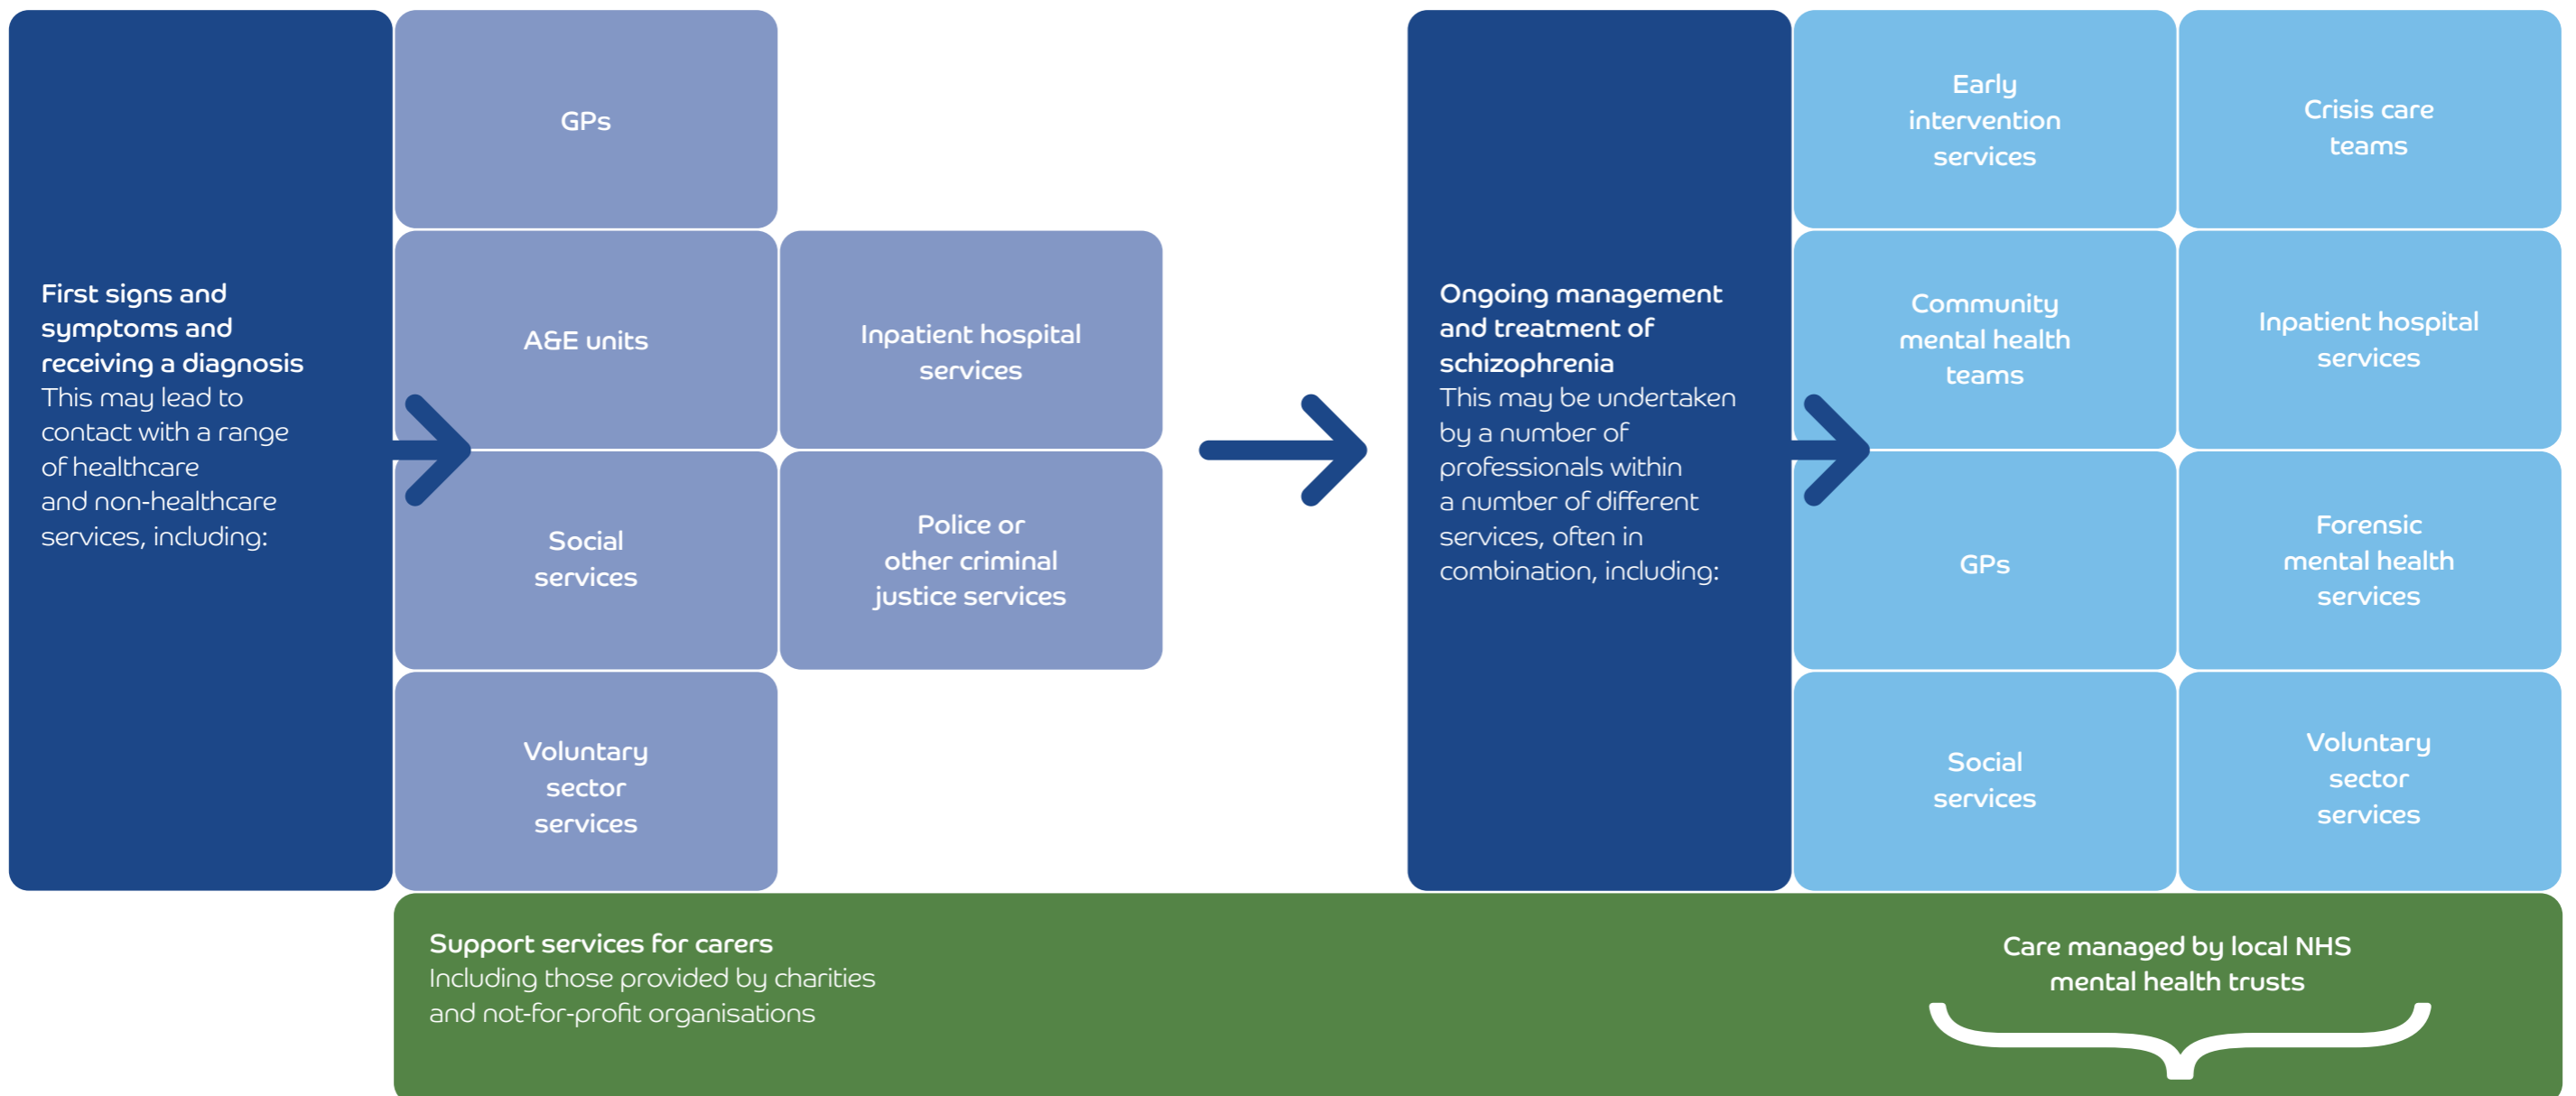 First signs and
symptoms and
receiving a diagnosis
This may lead to
contact with a range
of healthcare
and non-healthcare
services, including:
GPs
A&E units
Inpatient hospital
services
Social
services
Police or
other criminal
justice services
Voluntary
sector
services
Ongoing management
and treatment of
schizophrenia
This may be undertaken
by a number of
professionals within
a number of different
services, often in
combination, including:
Early
intervention
services
Crisis care
teams
Community
mental health
teams
Inpatient hospital
services
GPs
Forensic
mental health
services
Social
services
Voluntary
sector
services
Support services for carers
Including those provided by charities
and not-for-profit organisations
Care managed by local NHS
mental health trusts